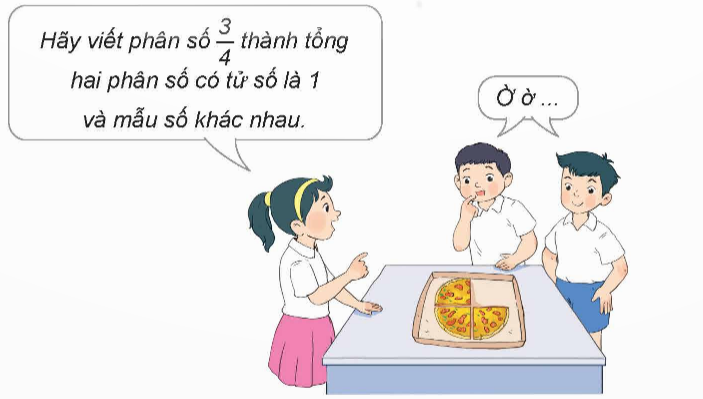 Hãy viết phân số 3/4 thành tổng
hai phân số có tử số là 1
và mẫu số khác nhau.
Ờ ờ ...